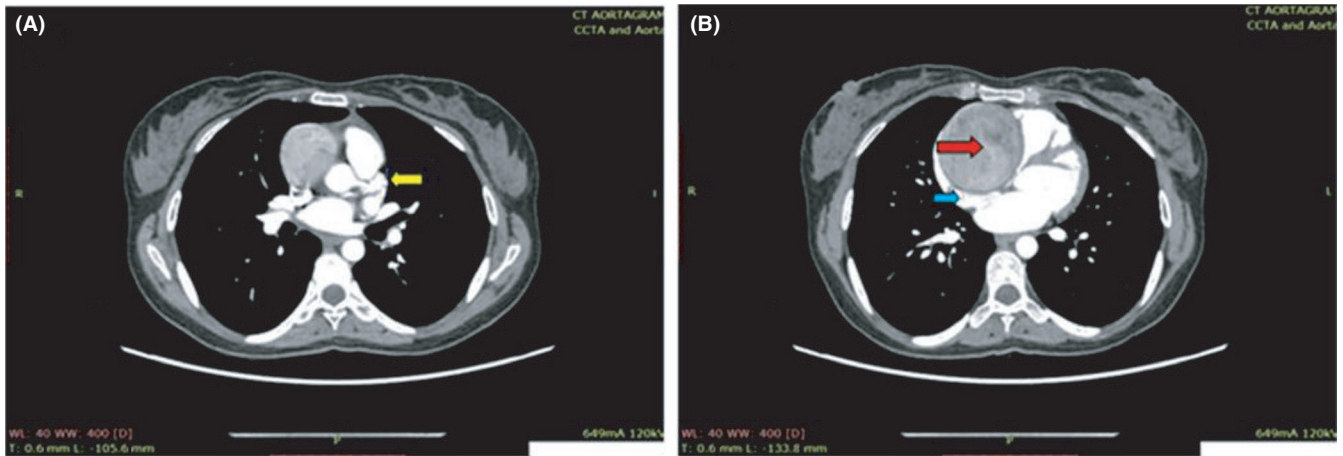 (A)
CT AORTAGRAM
CCTA and Aorta
R
WL: 40 WW: 400 [D]
T: 0.6 mm L: -105.6 mm
P
649mA 120kV
(B)
CT AORTAGRAM
CCTA and Aorta
R
L
WL: 40 WW: 400 [D]
T: 0.6 mm L: -133.8 mm
P
649mA 120kV